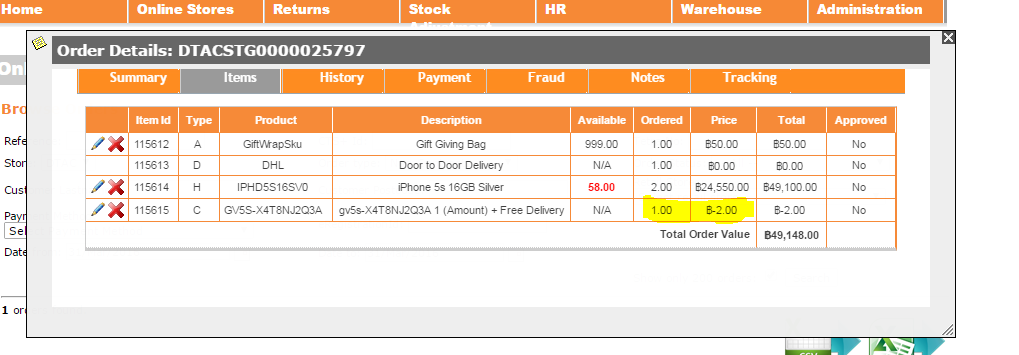 Home Online Stores Returns Stock HR Warehouse Administration
Adjustment
Order Details: DTACSTG0000025797
Summary Items History Payment Fraud Notes Tracking
Item Id Type Product Description Available Ordered Price Total Approved
115612 A GiftWrapSku Gift Giving Bag 999.00 1.00 ฿50.00 ฿50.00 No
115613 D DHL Door to Door Delivery N/A 1.00 ฿0.00 ฿0.00 No
115614 H IPHD5S16SV0 iPhone 5s 16GB Silver 58.00 2.00 ฿24,550.00 ฿49,100.00 No
115615 C GV5S-X4T8NJ2Q3A gv5s-X4T8NJ2Q3A 1 (Amount) + Free Delivery N/A 1.00 ฿-2.00 ฿-2.00 No
Total Order Value ฿49,148.00
Onl
Bro
Refe
Stor
Cust
Payr
Sel
Date
1 ord
CSV